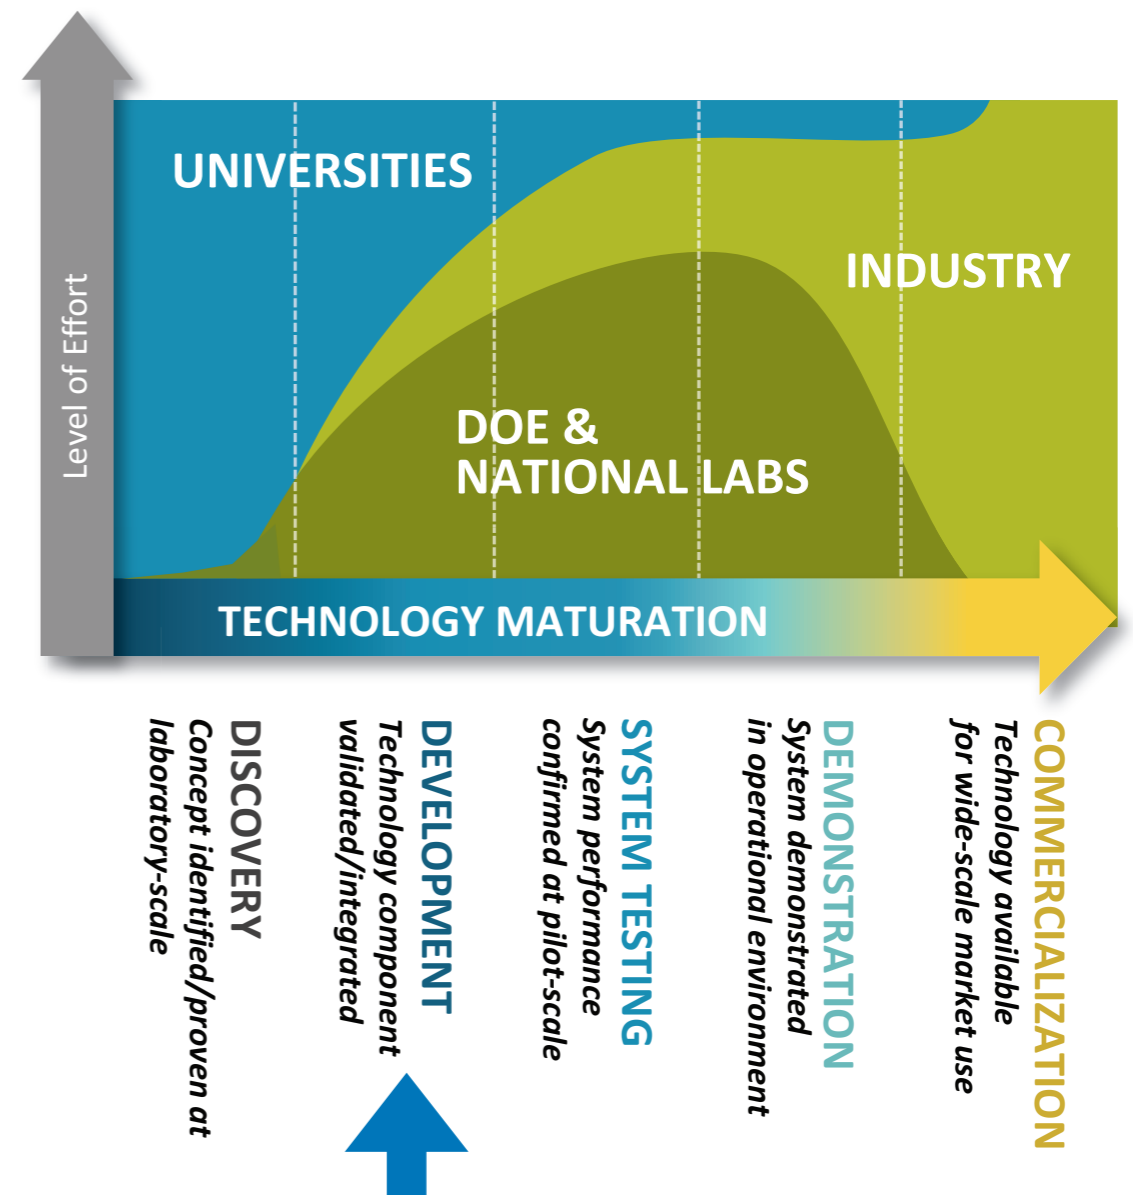 UNIVERSITIES
INDUSTRY
Level of Effort
DOE &
NATIONAL LABS
TECHNOLOGY MATURATION
DISCOVERY
Concept identified/proven at
laboratory-scale
DEVELOPMENT
Technology component
validated/integrated
SYSTEM TESTING
System performance
confirmed at pilot-scale
DEMONSTRATION
System demonstrated
in operational environment
COMMERCIALIZATION
Technology available
for wide-scale market use